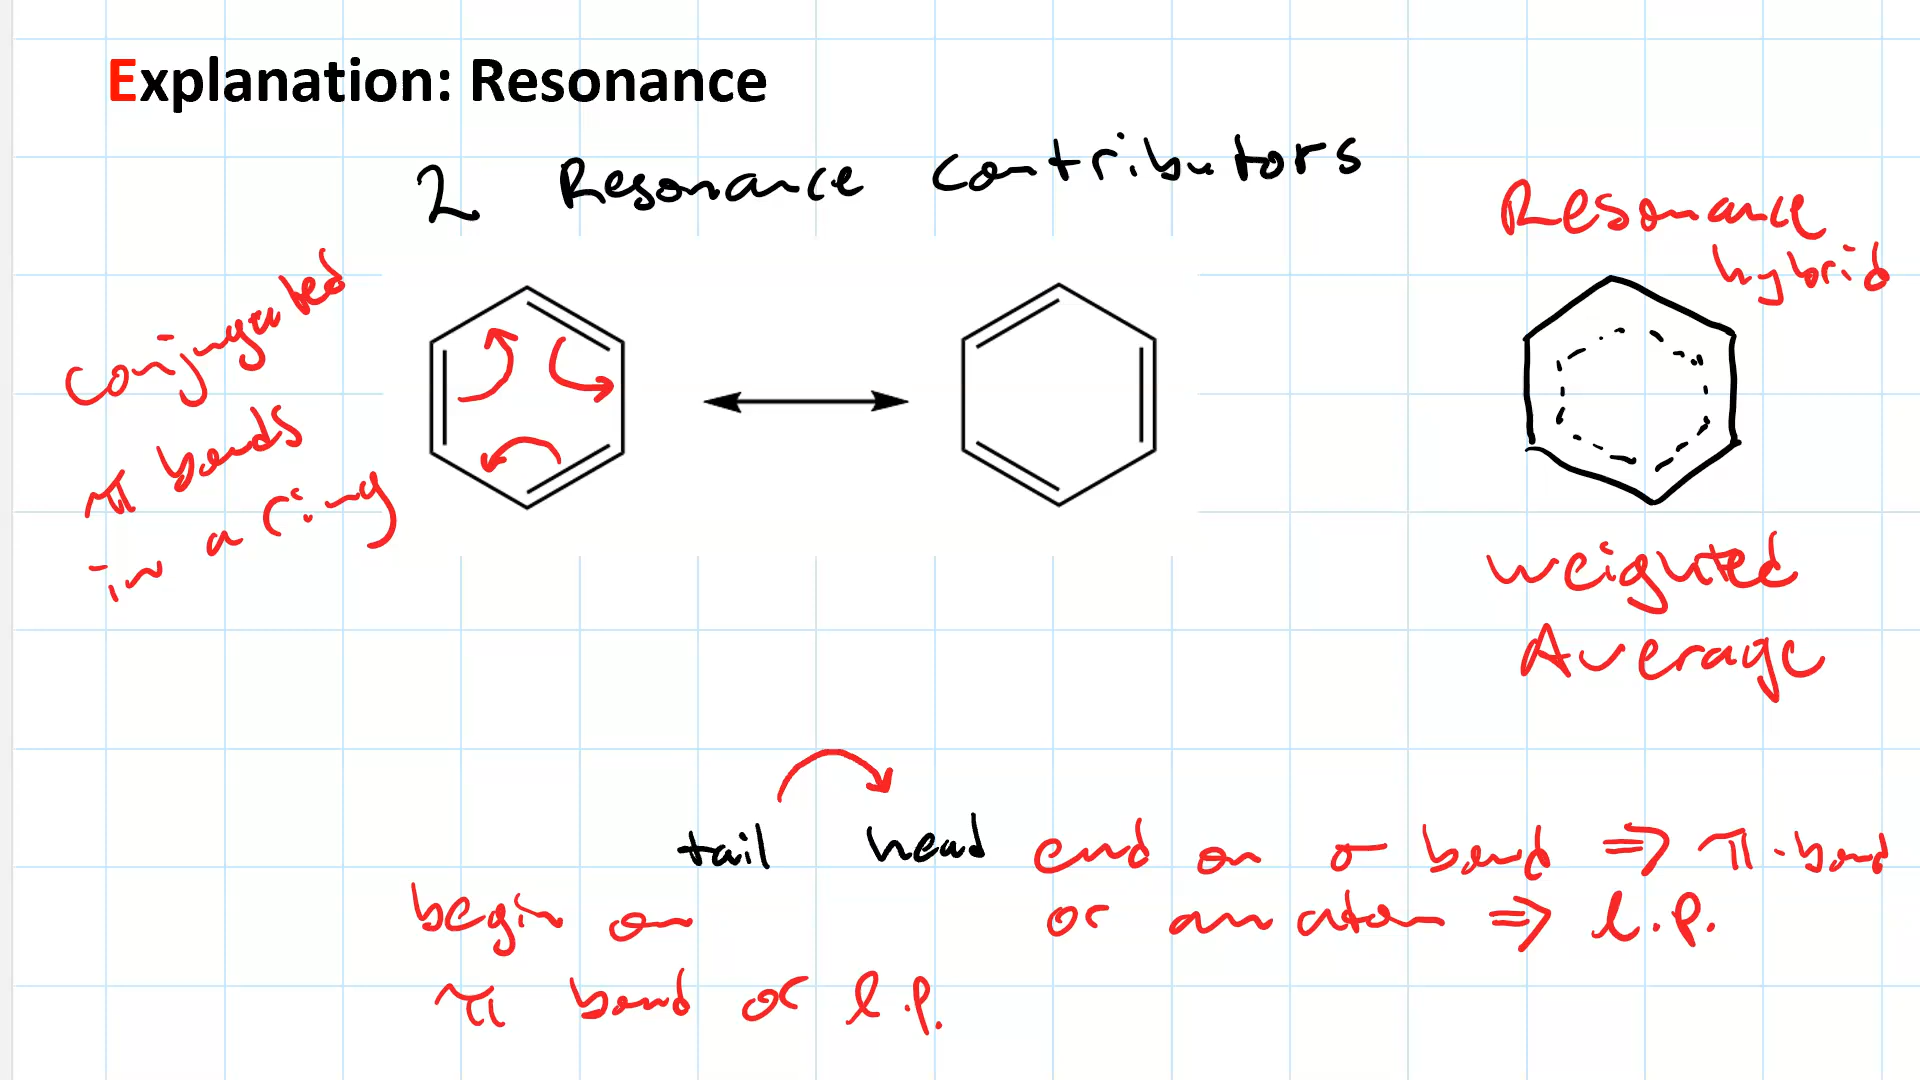 Explanation: Resonance
2 Resonance contributors
Resonance
hybrid
conjugated
π bonds
in a ring
weighted
Average
tail head end on σ bond ⇒ π-bond
begin on or an atom ⇒ l.p.
π bond or l.p.